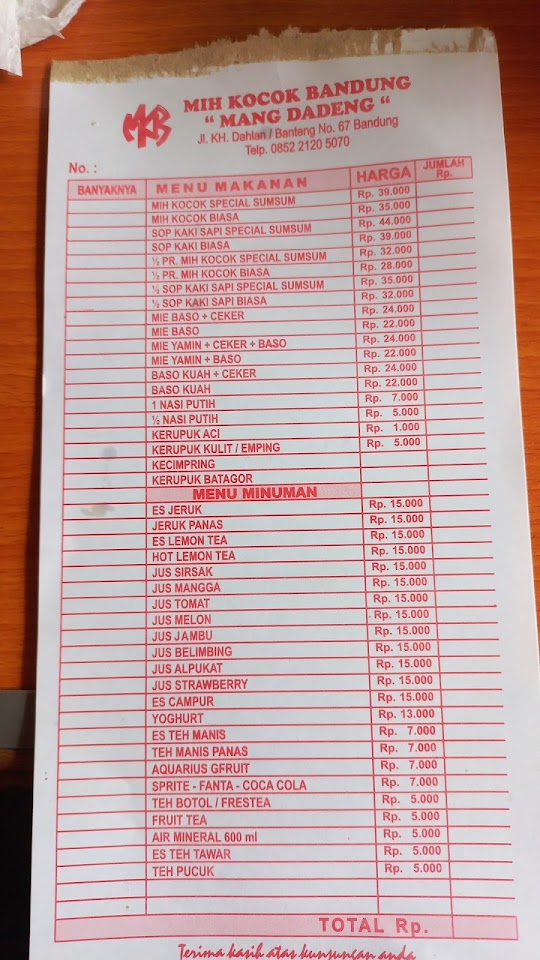 MKB
MIH KOCOK BANDUNG
“ MANG DADENG “
Jl. KH. Dahlan / Banteng No. 67 Bandung
Telp. 0852 2120 5070
No. :
BANYAKNYA MENU MAKANAN HARGA JUMLAH Rp.
MIH KOCOK SPECIAL SUMSUM Rp. 39.000
MIH KOCOK BIASA Rp. 35.000
SOP KAKI SAPI SPECIAL SUMSUM Rp. 44.000
SOP KAKI BIASA Rp. 39.000
½ PR. MIH KOCOK SPECIAL SUMSUM Rp. 32.000
½ PR. MIH KOCOK BIASA Rp. 28.000
½ SOP KAKI SAPI SPECIAL SUMSUM Rp. 35.000
½ SOP KAKI SAPI BIASA Rp. 32.000
MIE BASO + CEKER Rp. 24.000
MIE BASO Rp. 22.000
MIE YAMIN + CEKER + BASO Rp. 24.000
MIE YAMIN + BASO Rp. 22.000
BASO KUAH + CEKER Rp. 24.000
BASO KUAH Rp. 22.000
1 NASI PUTIH Rp. 7.000
½ NASI PUTIH Rp. 5.000
KERUPUK ACI Rp. 1.000
KERUPUK KULIT / EMPING Rp. 5.000
KECIMPRING
KERUPUK BATAGOR
MENU MINUMAN
ES JERUK Rp. 15.000
JERUK PANAS Rp. 15.000
ES LEMON TEA Rp. 15.000
HOT LEMON TEA Rp. 15.000
JUS SIRSAK Rp. 15.000
JUS MANGGA Rp. 15.000
JUS TOMAT Rp. 15.000
JUS MELON Rp. 15.000
JUS JAMBU Rp. 15.000
JUS BELIMBING Rp. 15.000
JUS ALPUKAT Rp. 15.000
JUS STRAWBERRY Rp. 15.000
ES CAMPUR Rp. 15.000
YOGHURT Rp. 13.000
ES TEH MANIS Rp. 7.000
TEH MANIS PANAS Rp. 7.000
AQUARIUS GFRUIT Rp. 7.000
SPRITE - FANTA - COCA COLA Rp. 7.000
TEH BOTOL / FRESTEA Rp. 5.000
FRUIT TEA Rp. 5.000
AIR MINERAL 600 ml Rp. 5.000
ES TEH TAWAR Rp. 5.000
TEH PUCUK Rp. 5.000
TOTAL Rp.
Terima kasih atas kunjungan anda